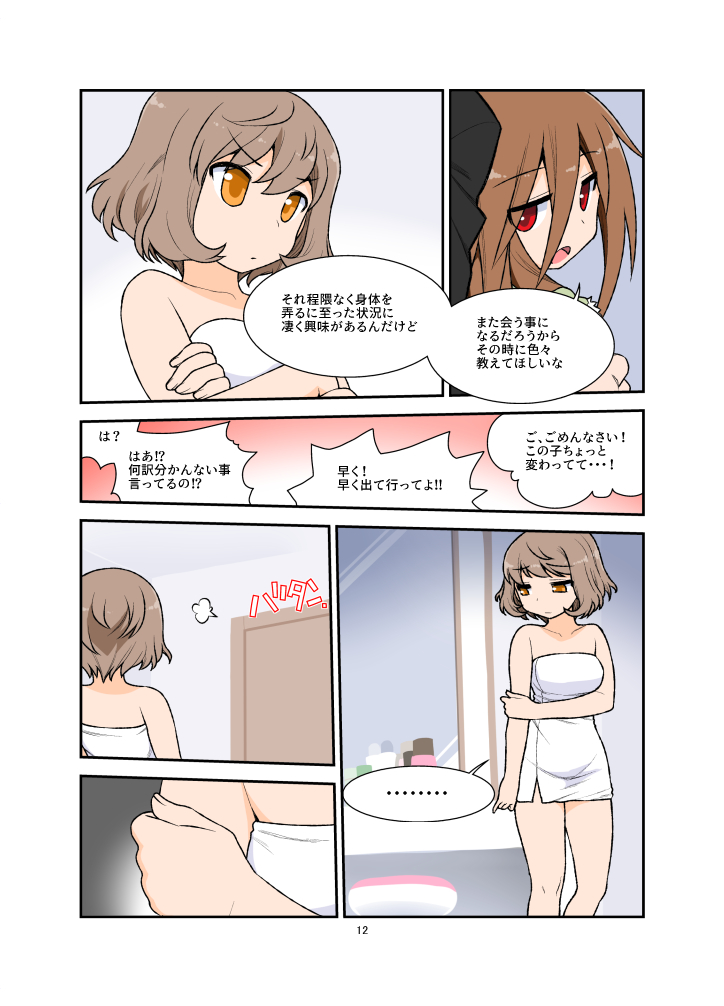 また会う事に
なるだろうから
その時に色々
教えてほしいな
それ程隈なく身体を
弄るに至った状況に
凄く興味があるんだけど
ご、ごめんなさい！
この子ちょっと
変わってて・・・！
早く！
早く出て行ってよ!!
は？
はあ!?
何訳分かんない事
言ってるの!?
バタン。
・・・・・・・・
12